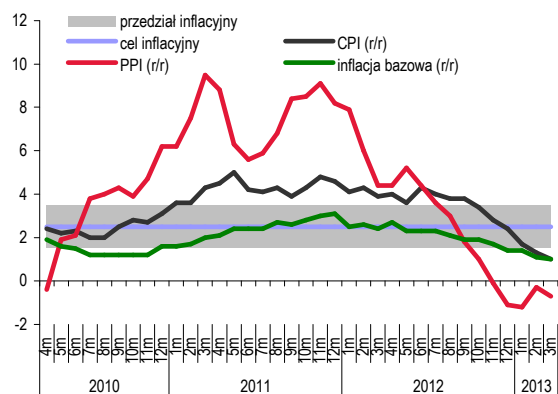 12
10
8
6
4
2
0
-2
przedział inflacyjny
cel inflacyjny
CPI (r/r)
PPI (r/r)
inflacja bazowa (r/r)
4m 5m 6m 7m 8m 9m 10m 11m 12m 1m 2m 3m 4m 5m 6m 7m 8m 9m 10m 11m 12m 1m 2m 3m 4m 5m 6m 7m 8m 9m 10m 11m 12m 1m 2m 3m
2010 2011 2012 2013